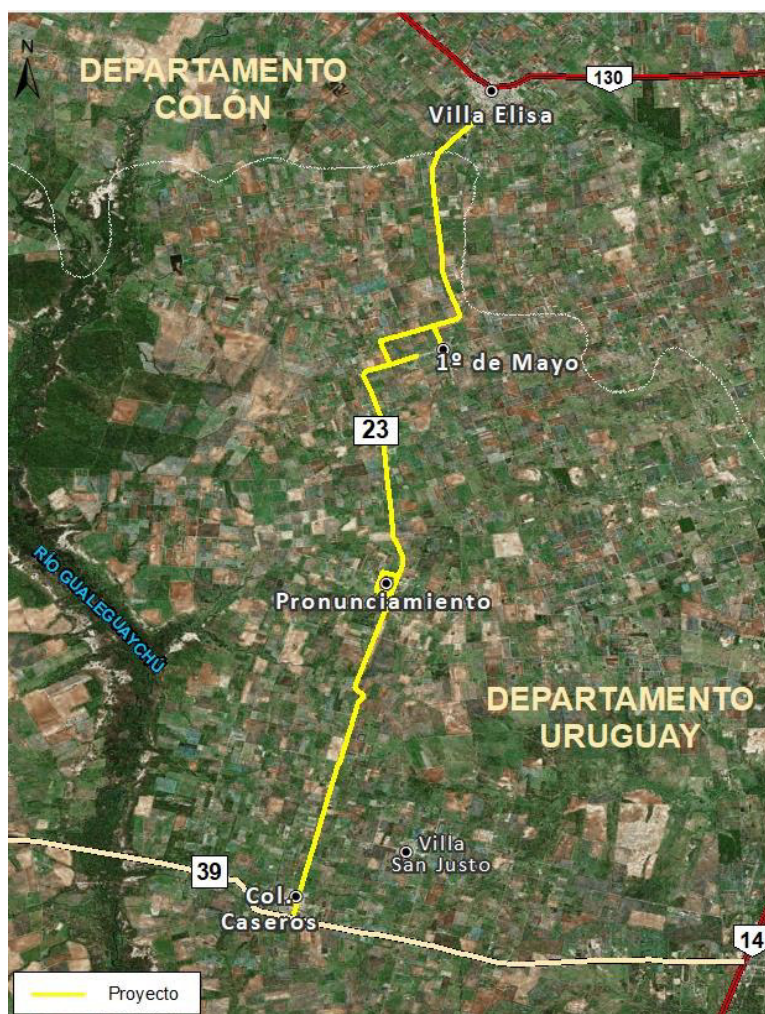 N
DEPARTAMENTO
COLÓN
130
Villa Elisa
1º de Mayo
23
RÍO GUALEGUAYCHÚ
Pronunciamiento
DEPARTAMENTO
URUGUAY
Villa
San Justo
39
Col.
Caseros
14
Proyecto